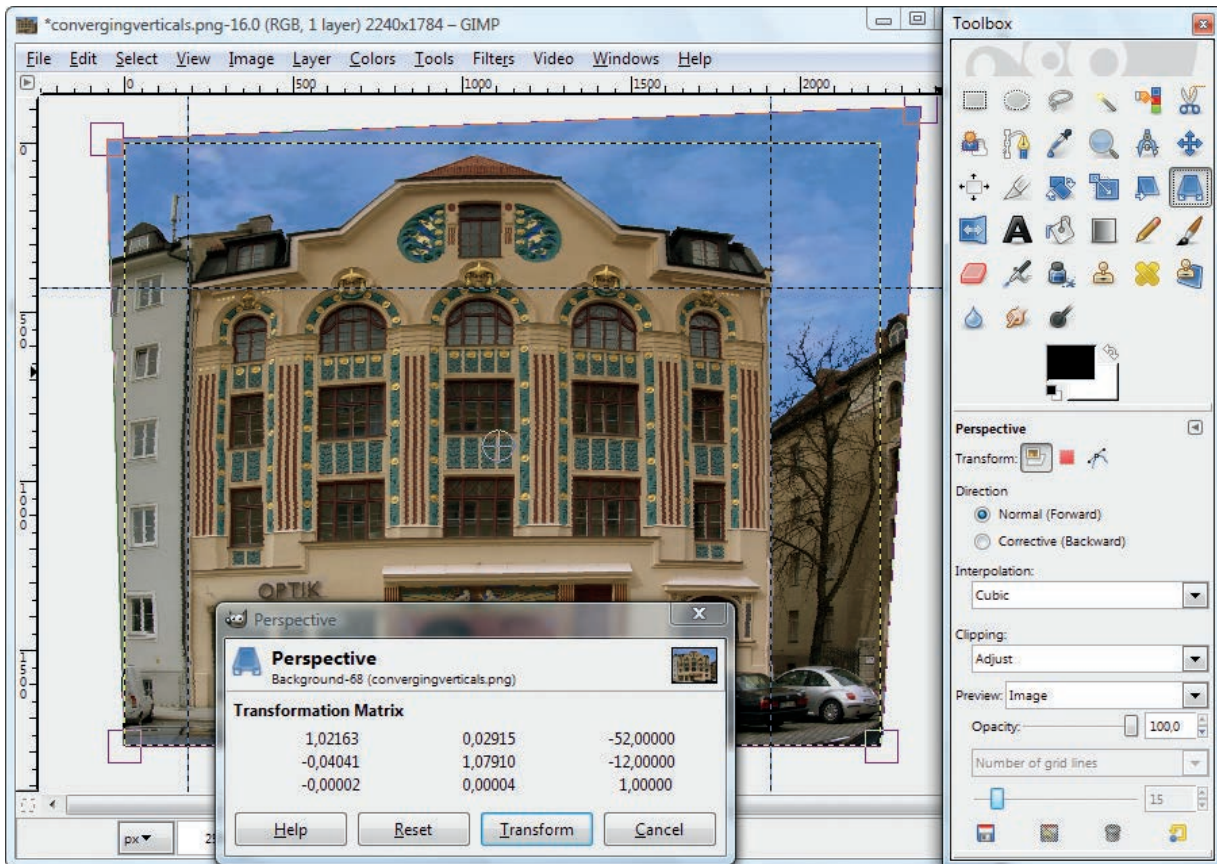 *convergingverticals.png-16.0 (RGB, 1 layer) 2240x1784 – GIMP
File Edit Select View Image Layer Colors Tools Filters Video Windows Help
0 500 1000 1500 2000
0
500
1000
1500
OPTIK
Perspective
Perspective
Background-68 (convergingverticals.png)
Transformation Matrix
1,02163 0,02915 -52,00000
-0,04041 1,07910 -12,00000
-0,00002 0,00004 1,00000
Help Reset Transform Cancel
px
Toolbox
Perspective
Transform:
Direction
Normal (Forward)
Corrective (Backward)
Interpolation:
Cubic
Clipping:
Adjust
Preview: Image
Opacity: 100,0
Number of grid lines
15